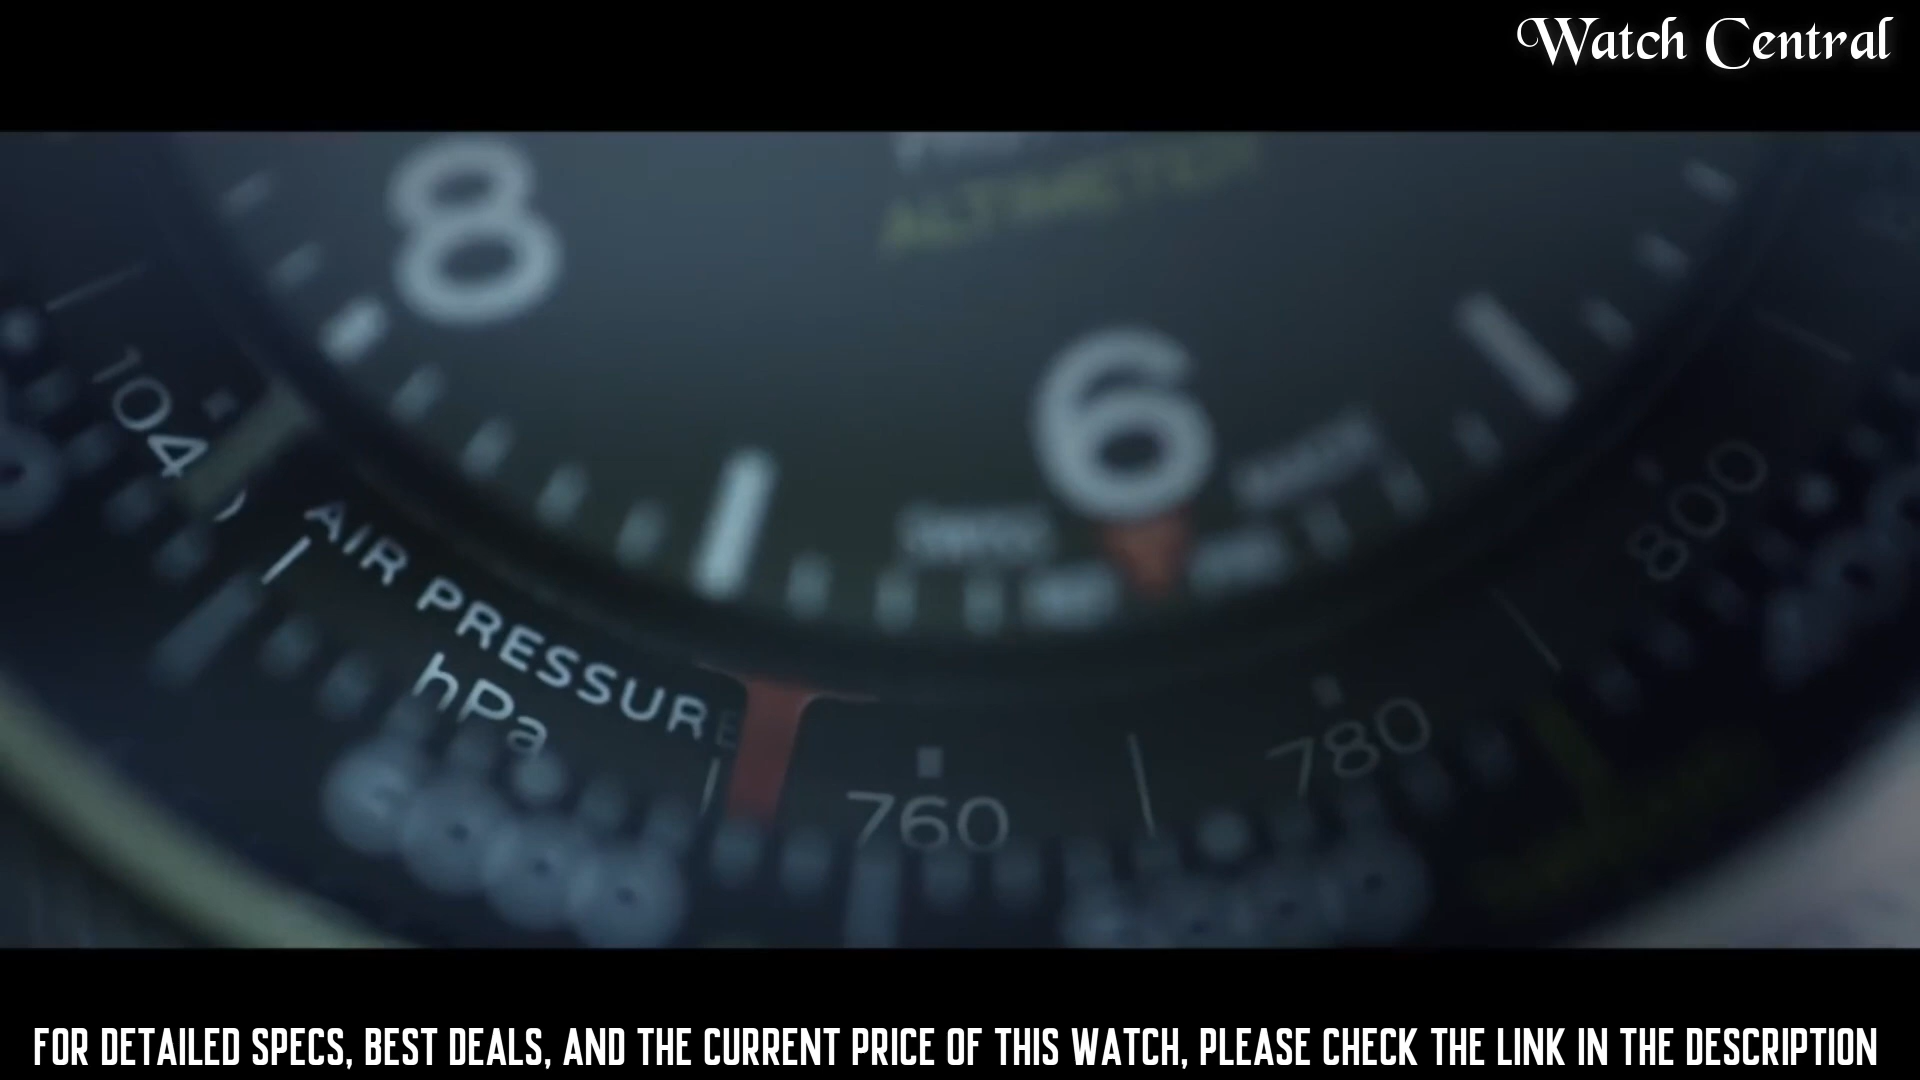 Watch Central
ALTIMETER
8
6
104
AIR PRESSURE
hPa
760
780
800
FOR DETAILED SPECS, BEST DEALS, AND THE CURRENT PRICE OF THIS WATCH, PLEASE CHECK THE LINK IN THE DESCRIPTION